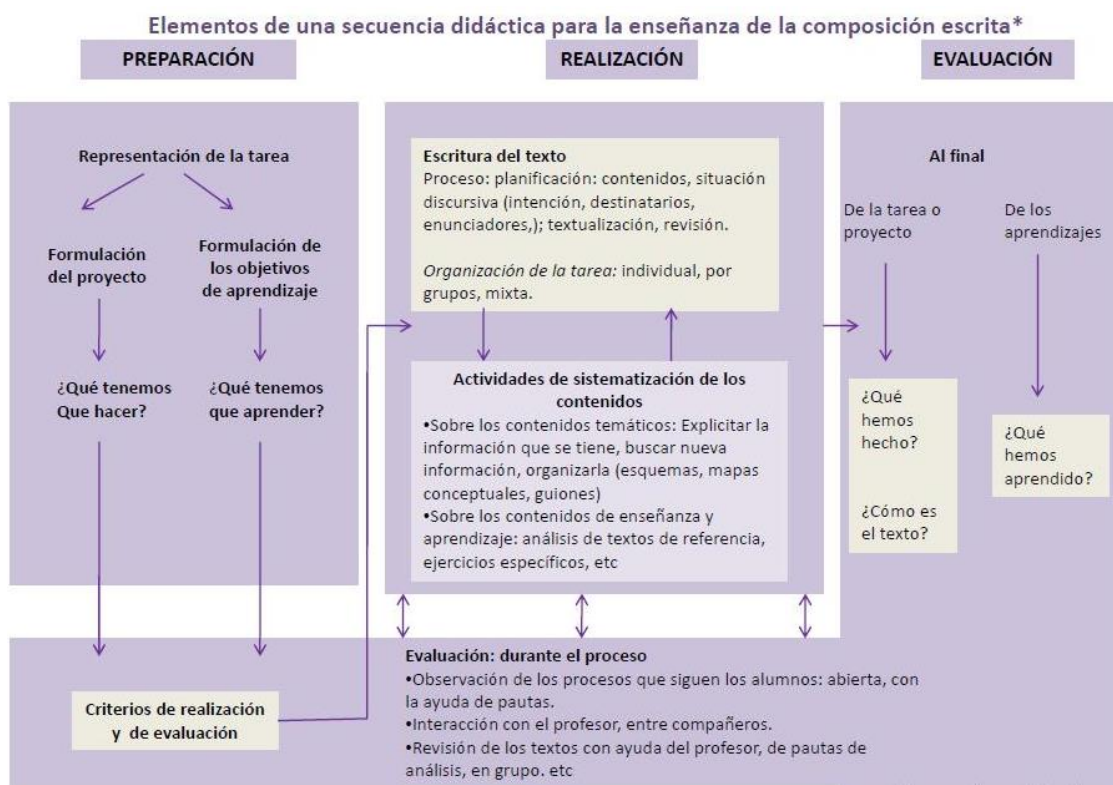 Elementos de una secuencia didáctica para la enseñanza de la composición escrita*
PREPARACIÓN
REALIZACIÓN
EVALUACIÓN
Representación de la tarea
Formulación
del proyecto
Formulación de
los objetivos
de aprendizaje
¿Qué tenemos
Que hacer?
¿Qué tenemos
que aprender?
Criterios de realización
y de evaluación
Escritura del texto
Proceso: planificación: contenidos, situación
discursiva (intención, destinatarios,
enunciadores,); textualización, revisión.
Organización de la tarea: individual, por
grupos, mixta.
Actividades de sistematización de los
contenidos
•Sobre los contenidos temáticos: Explicitar la
información que se tiene, buscar nueva
información, organizarla (esquemas, mapas
conceptuales, guiones)
•Sobre los contenidos de enseñanza y
aprendizaje: análisis de textos de referencia,
ejercicios específicos, etc
Evaluación: durante el proceso
•Observación de los procesos que siguen los alumnos: abierta, con
la ayuda de pautas.
•Interacción con el profesor, entre compañeros.
•Revisión de los textos con ayuda del profesor, de pautas de
análisis, en grupo. etc
Al final
De la tarea o
proyecto
De los
aprendizajes
¿Qué
hemos
hecho?
¿Cómo es
el texto?
¿Qué
hemos
aprendido?